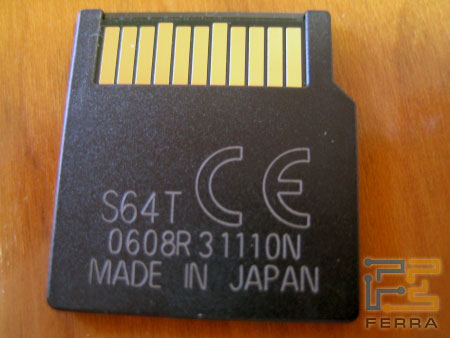 S64T CE
0608R31110N
MADE IN JAPAN
FERRA